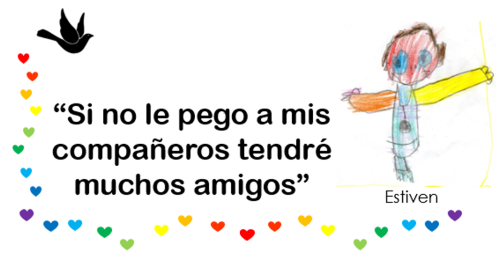 “Si no le pego a mis
compañeros tendré
muchos amigos”
Estiven